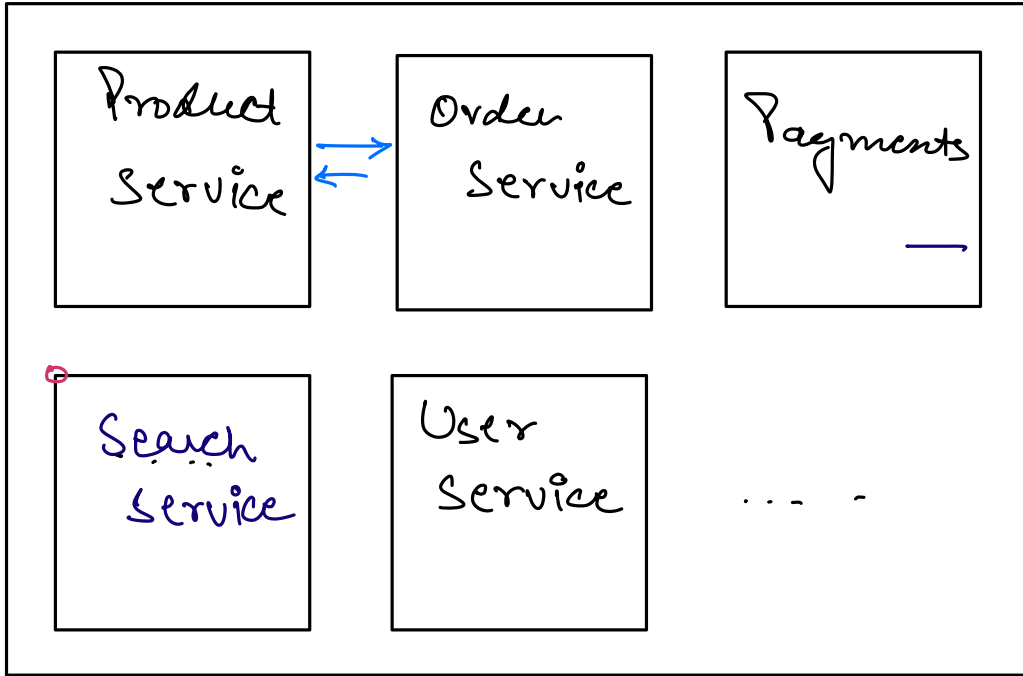 Product
Service
Order
Service
Payments
Search
Service
User
Service
.... -